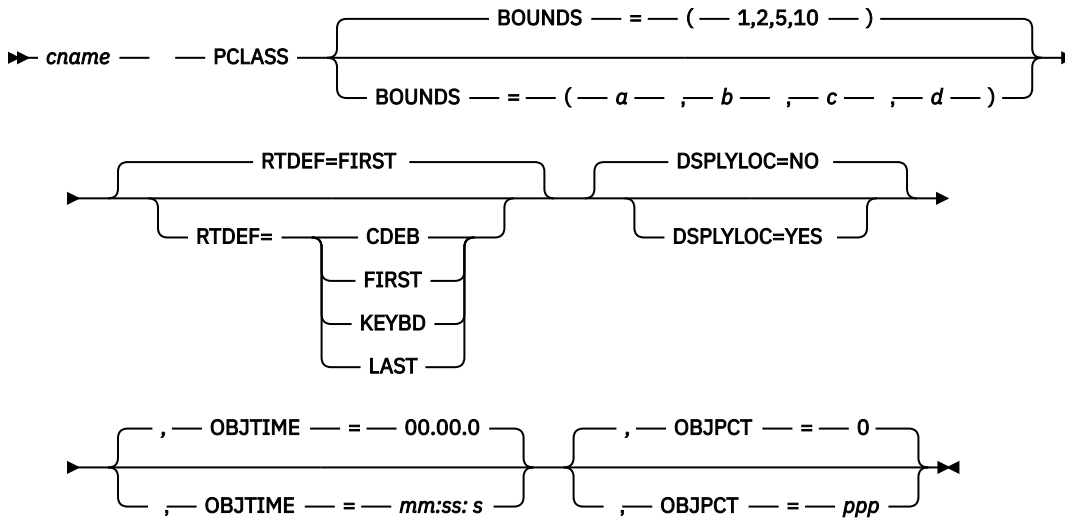 BOUNDS = ( 1,2,5,10 )
cname PCLASS
BOUNDS = ( a , b , c , d )
RTDEF=FIRST DSPLYLOC=NO
RTDEF= CDEB DSPLYLOC=YES
FIRST
KEYBD
LAST
, OBJTIME = 00.00.0 , OBJPCT = 0
, OBJTIME = mm:ss: s , OBJPCT = ppp